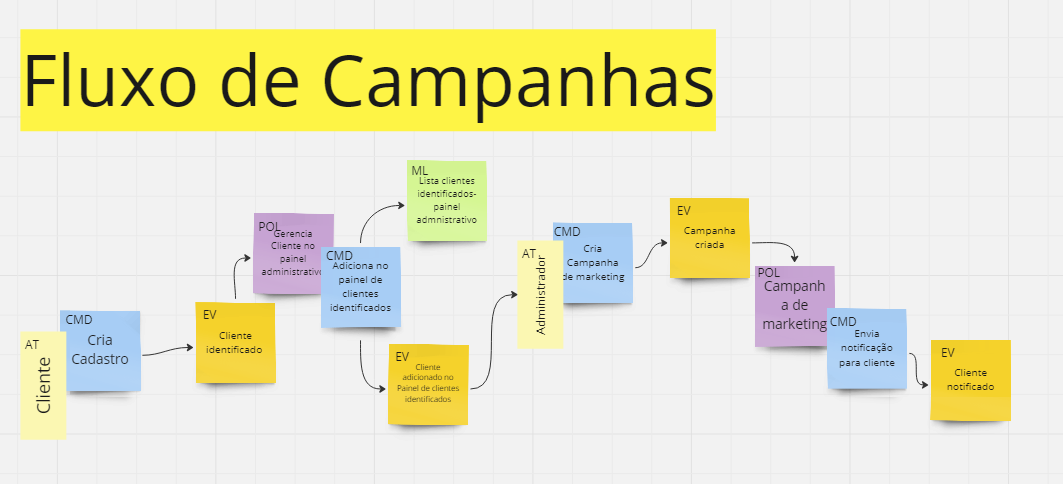 Fluxo de Campanhas
AT
Cliente
CMD
Cria
Cadastro
EV
Cliente
identificado
POL
Gerencia
Cliente no
painel
administrativo
CMD
Adiciona no
painel de
clientes
identificados
ML
Lista clientes
identificados-
painel
admnistrativo
EV
Cliente
adicionado no
Painel de clientes
identificados
AT
Administrador
CMD
Cria
Campanha
de marketing
EV
Campanha
criada
POL
Campanh
a de
marketing
CMD
Envia
notificação
para cliente
EV
Cliente
notificado